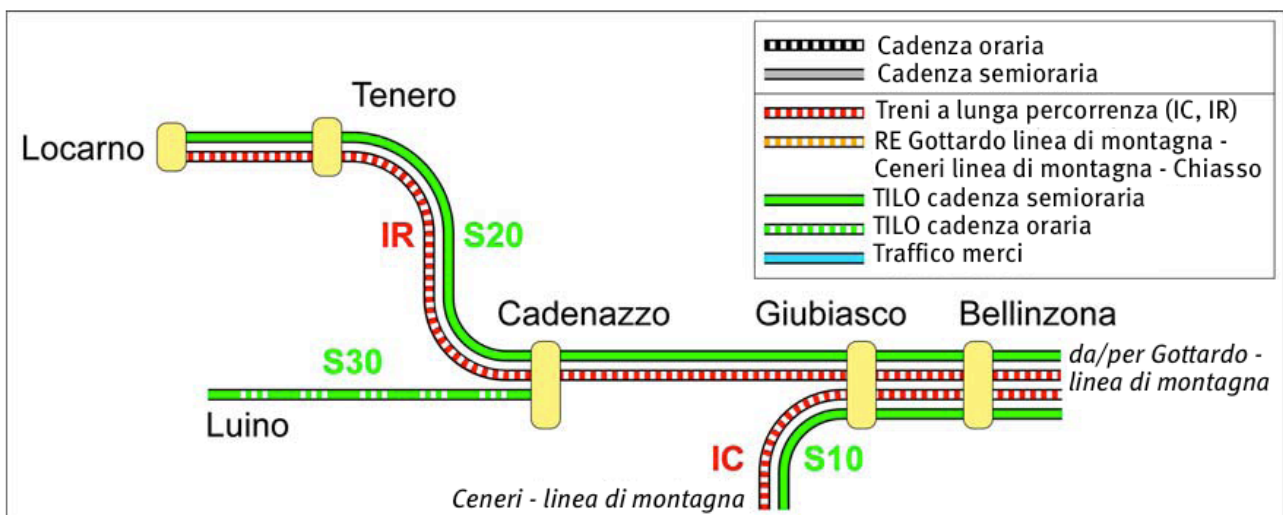 Cadenza oraria
Cadenza semioraria
Treni a lunga percorrenza (IC, IR)
RE Gottardo linea di montagna -
Ceneri linea di montagna - Chiasso
TILO cadenza semioraria
TILO cadenza oraria
Traffico merci
Tenero
Locarno
IR
S20
Cadenazzo
Giubiasco
Bellinzona
da/per Gottardo -
linea di montagna
S30
Luino
IC
S10
Ceneri - linea di montagna